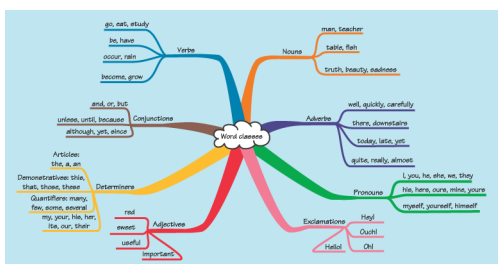 go, eat, study
be, have
occur, rain
become, grow
Verbs
Nouns
man, teacher
table, fish
truth, beauty, sadness
and, or, but
unless, until, because
although, yet, since
Conjunctions
Word classes
Adverbs
well, quickly, carefully
there, downstairs
today, late, yet
quite, really, almost
Articles:
the, a, an
Demonstratives: this,
that, those, these
Quantifiers: many,
few, some, several
my, your, his, her,
its, our, their
Determiners
Pronouns
I, you, he, she, we, they
his, hers, ours, mine, yours
myself, yourself, himself
red
sweet
useful
important
Adjectives
Exclamations
Hey!
Ouch!
Oh!
Hello!